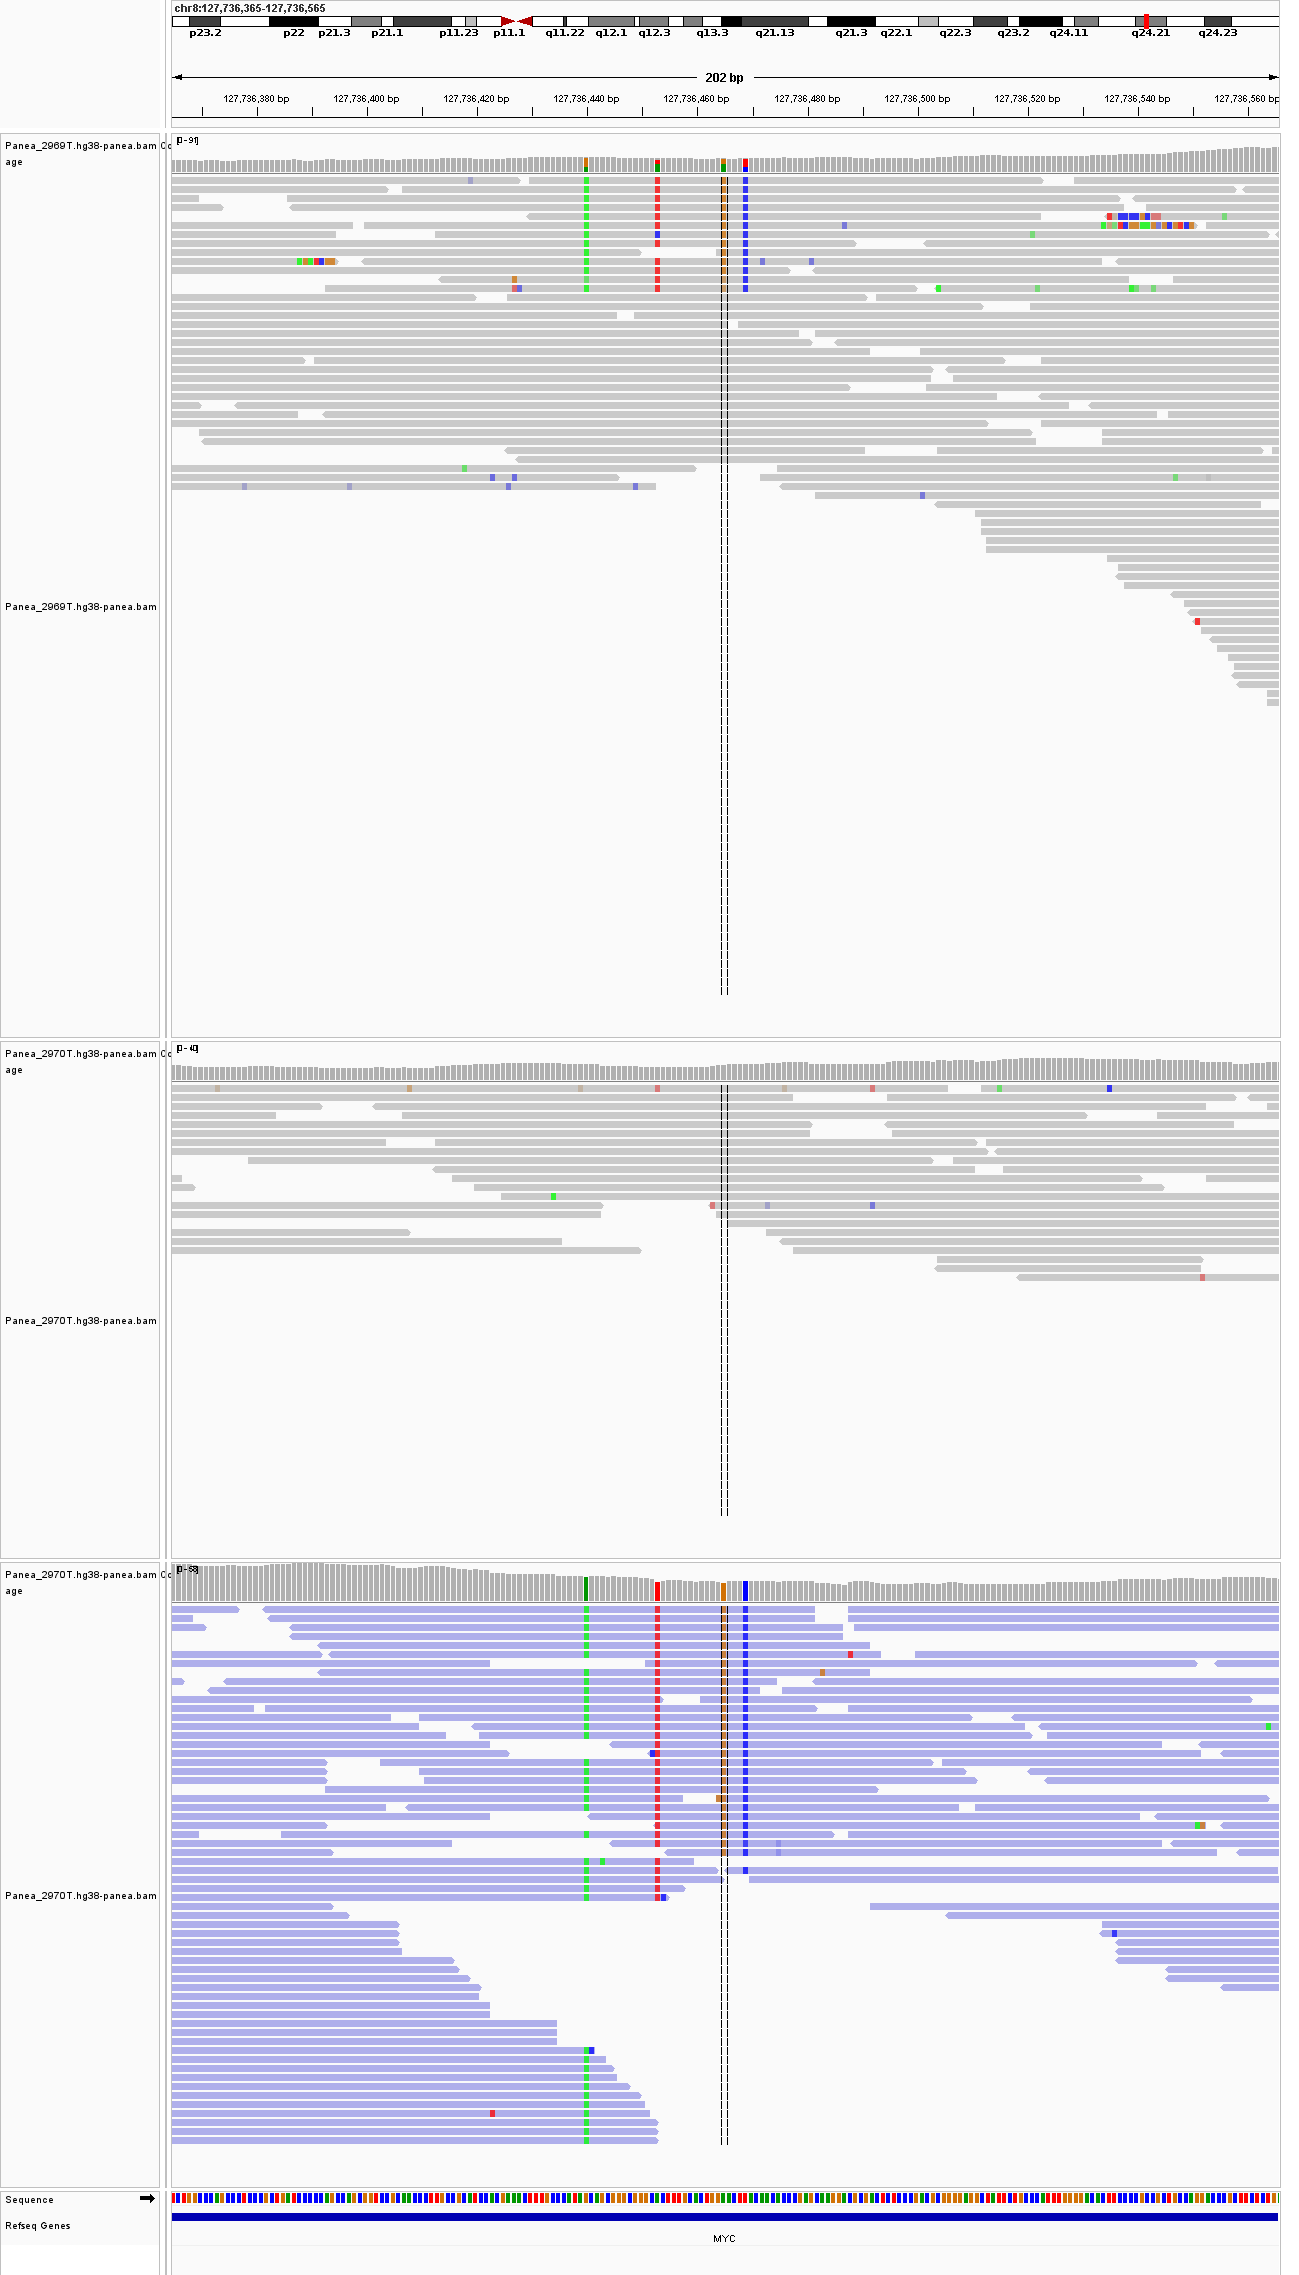 chr8:127,736,365-127,736,565
p23.2 p22 p21.3 p21.1 p11.23 p11.1 q11.22 q12.1 q12.3 q13.3 q21.13 q21.3 q22.1 q22.3 q23.2 q24.11 q24.21 q24.23
202 bp
127,736,380 bp 127,736,400 bp 127,736,420 bp 127,736,440 bp 127,736,460 bp 127,736,480 bp 127,736,500 bp 127,736,520 bp 127,736,540 bp 127,736,560 bp
Panea_2969T.hg38-panea.bam Co
age
[0-91]
Panea_2969T.hg38-panea.bam
Panea_2970T.hg38-panea.bam Co
age
[0-40]
Panea_2970T.hg38-panea.bam
Panea_2970T.hg38-panea.bam Co
age
Panea_2970T.hg38-panea.bam
Sequence
Refseq Genes
MYC